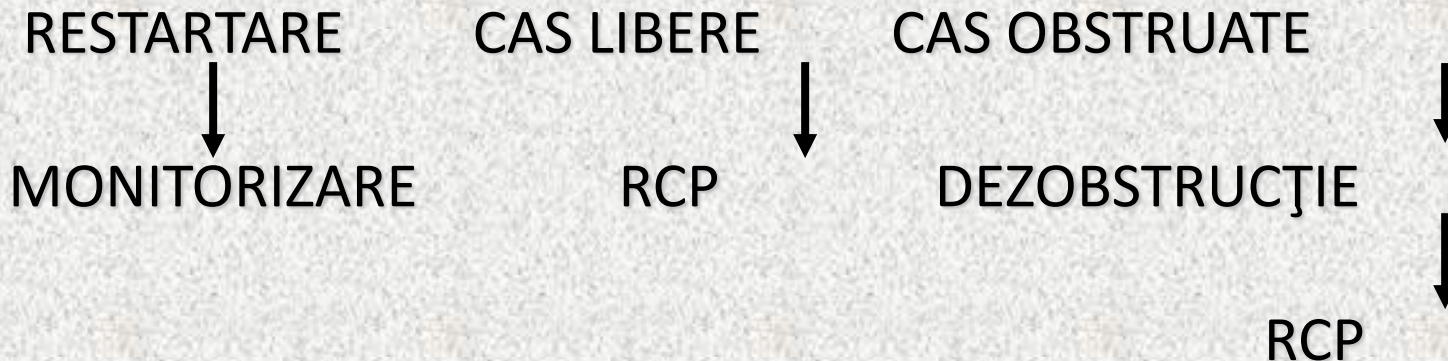 RESTARTARE CAS LIBERE CAS OBSTRUATE
MONITORIZARE RCP DEZOBSTRUCŢIE
RCP